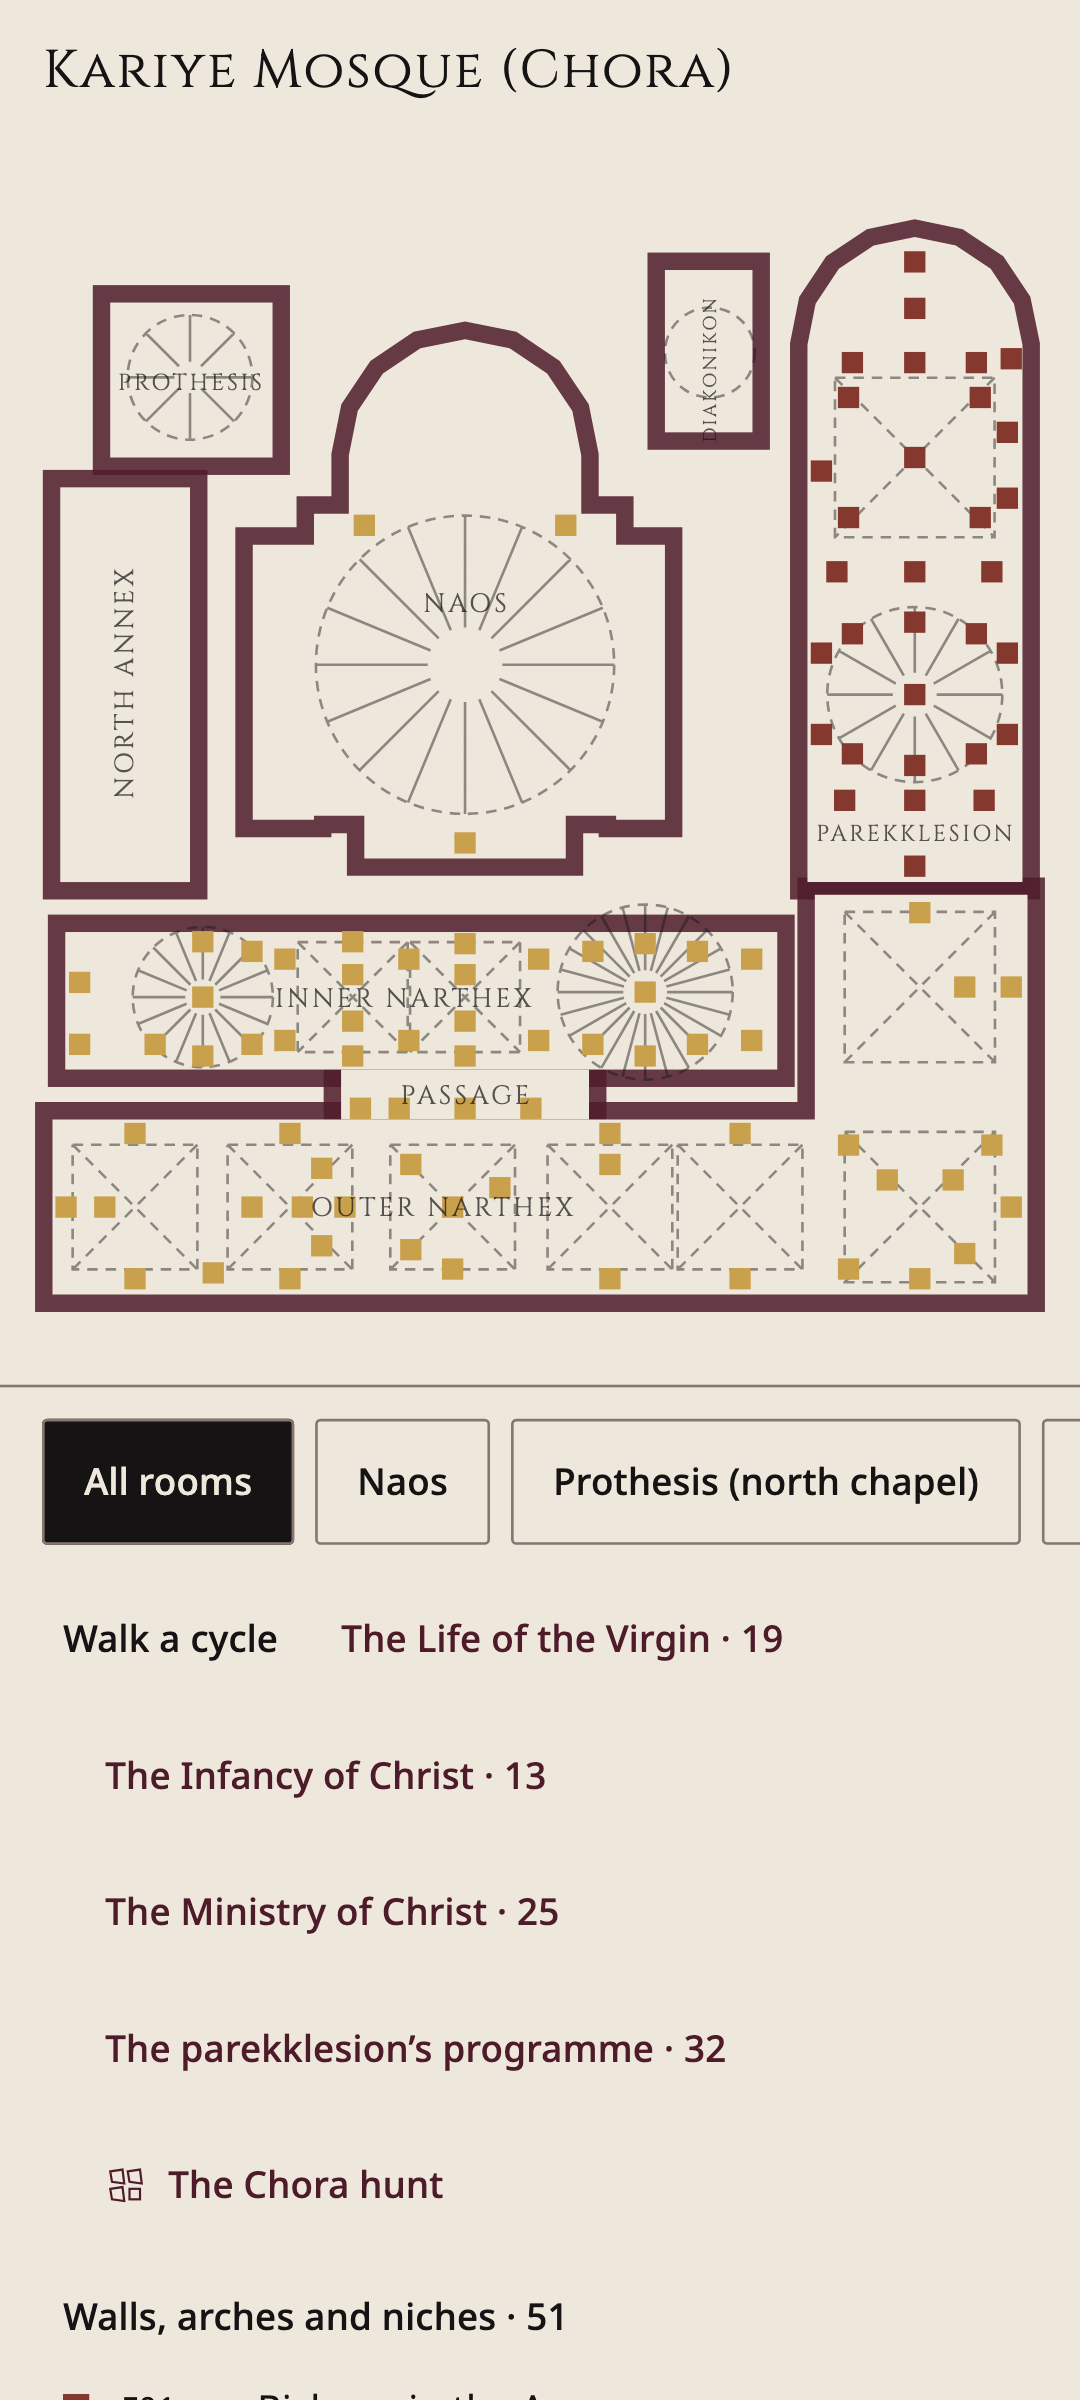 Kariye Mosque (Chora)
PROTHESIS
DIAKONIKON
NORTH ANNEX
NAOS
PAREKKLESION
INNER NARTHEX
PASSAGE
OUTER NARTHEX
All rooms
Naos
Prothesis (north chapel)
Walk a cycle The Life of the Virgin · 19
The Infancy of Christ · 13
The Ministry of Christ · 25
The parekklesion’s programme · 32
The Chora hunt
Walls, arches and niches · 51